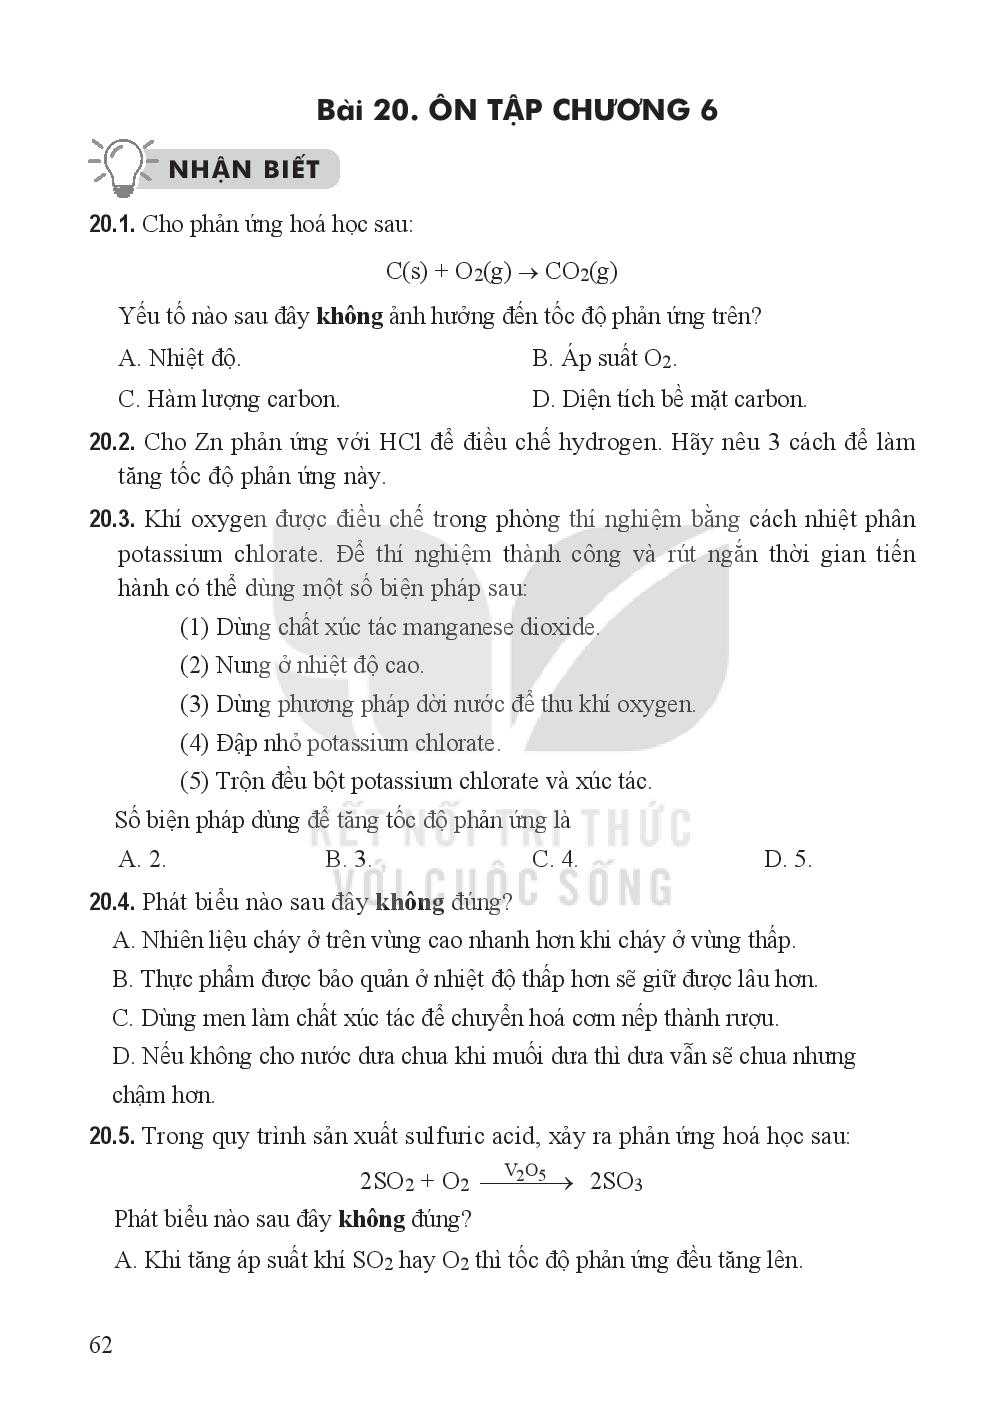 Bài 20. ÔN TẬP CHƯƠNG 6
NHẬN BIẾT
20.1. Cho phản ứng hoá học sau:
C(s) + O2(g) → CO2(g)
Yếu tố nào sau đây không ảnh hưởng đến tốc độ phản ứng trên?
A. Nhiệt độ. B. Áp suất O2.
C. Hàm lượng carbon. D. Diện tích bề mặt carbon.
20.2. Cho Zn phản ứng với HCl để điều chế hydrogen. Hãy nêu 3 cách để làm
tăng tốc độ phản ứng này.
20.3. Khí oxygen được điều chế trong phòng thí nghiệm bằng cách nhiệt phân
potassium chlorate. Để thí nghiệm thành công và rút ngắn thời gian tiến
hành có thể dùng một số biện pháp sau:
(1) Dùng chất xúc tác manganese dioxide.
(2) Nung ở nhiệt độ cao.
(3) Dùng phương pháp dời nước để thu khí oxygen.
(4) Đập nhỏ potassium chlorate.
(5) Trộn đều bột potassium chlorate và xúc tác.
KẾT NỐI TRI THỨC
Số biện pháp dùng để tăng tốc độ phản ứng là
A. 2. B. 3. C. 4. D. 5.
VỚI CUỘC SỐNG
20.4. Phát biểu nào sau đây không đúng?
A. Nhiên liệu cháy ở trên vùng cao nhanh hơn khi cháy ở vùng thấp.
B. Thực phẩm được bảo quản ở nhiệt độ thấp hơn sẽ giữ được lâu hơn.
C. Dùng men làm chất xúc tác để chuyển hoá cơm nếp thành rượu.
D. Nếu không cho nước dưa chua khi muối dưa thì dưa vẫn sẽ chua nhưng
chậm hơn.
20.5. Trong quy trình sản xuất sulfuric acid, xảy ra phản ứng hoá học sau:
2SO2 + O2 V2O5→ 2SO3
Phát biểu nào sau đây không đúng?
A. Khi tăng áp suất khí SO2 hay O2 thì tốc độ phản ứng đều tăng lên.
62